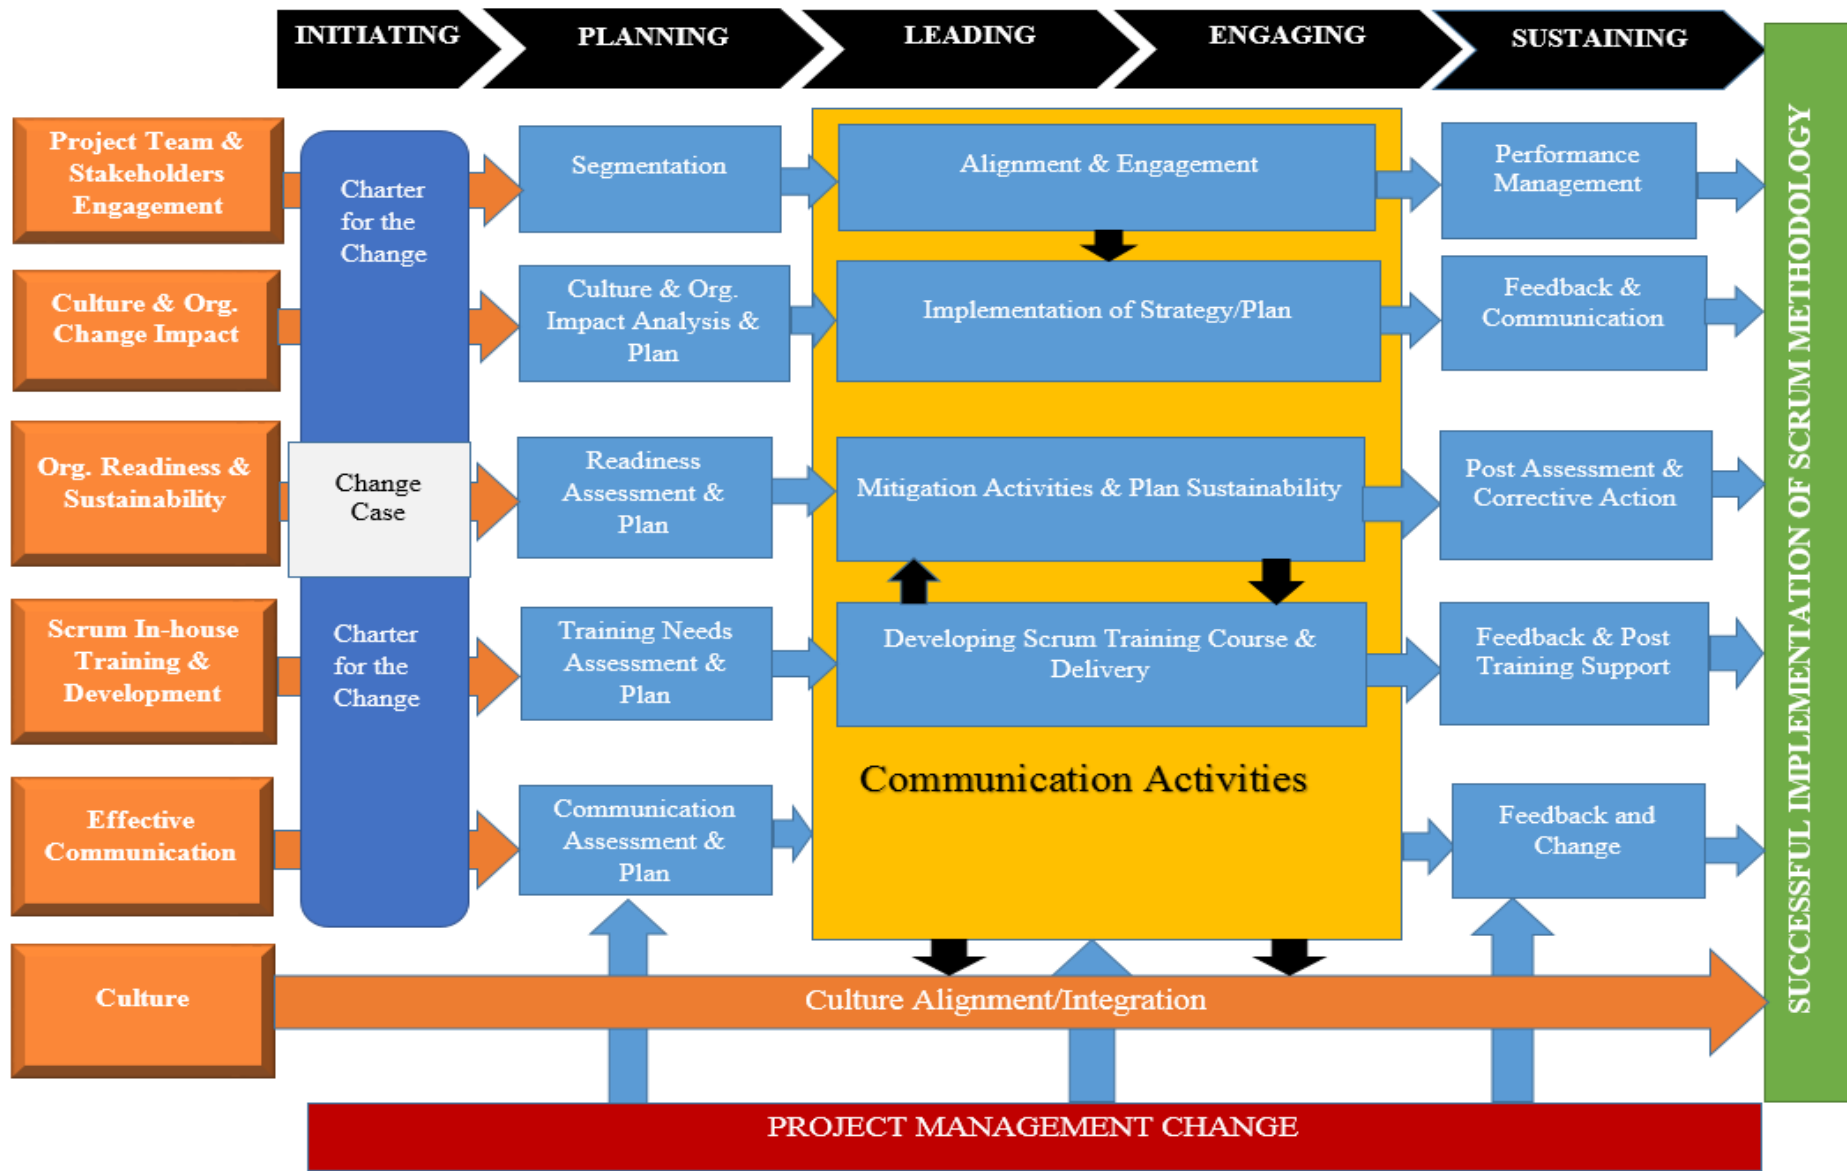 INITIATING
PLANNING
LEADING
ENGAGING
SUSTAINING
Project Team &
Stakeholders
Engagement
Charter
for the
Change
Segmentation
Alignment & Engagement
Performance
Management
Culture & Org.
Change Impact
Culture & Org.
Impact Analysis &
Plan
Implementation of Strategy/Plan
Feedback &
Communication
Org. Readiness &
Sustainability
Change
Case
Readiness
Assessment &
Plan
Mitigation Activities & Plan Sustainability
Post Assessment &
Corrective Action
Scrum In-house
Training &
Development
Charter
for the
Change
Training Needs
Assessment &
Plan
Developing Scrum Training Course &
Delivery
Feedback & Post
Training Support
Effective
Communication
Communication
Assessment &
Plan
Communication Activities
Feedback and
Change
Culture
Culture Alignment/Integration
PROJECT MANAGEMENT CHANGE
SUCCESSFUL IMPLEMENTATION OF SCRUM METHODOLOGY